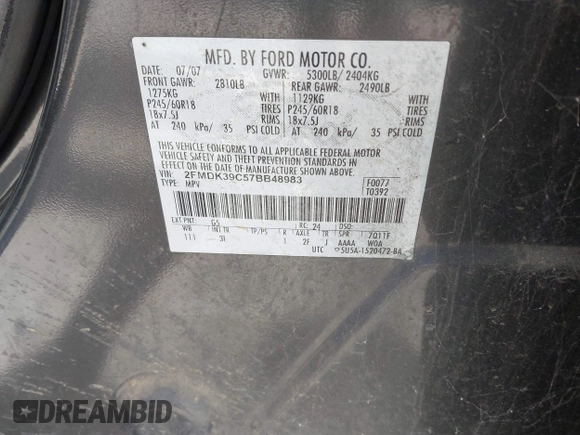 MFD. BY FORD MOTOR CO.
DATE: 07/07 GVWR: 5300LB/ 2404KG
FRONT GAWR: 2810LB REAR GAWR: 2490LB
1275KG 1129KG
P245/60R18 TIRES P245/60R18 TIRES
18x7.5J RIMS 18x7.5J RIMS
AT 240 kPa/ 35 PSI COLD AT 240 kPa/ 35 PSI COLD
THIS VEHICLE CONFORMS TO ALL APPLICABLE FEDERAL MOTOR
VEHICLE SAFETY AND THEFT PREVENTION STANDARDS IN
EFFECT ON THE DATE OF MANUFACTURE SHOWN ABOVE.
VIN: 2FMDK39C57BB48983 F0077
TYPE: MPV T0392
EXT PNT: G5 RC: 24 DSO:
WB INT TR TP/PS R AXLE TR SPR 7Q11F
111 3I I 2F J AAAA W0A
UTC 5U5A-1520472-BA
DREAMBID